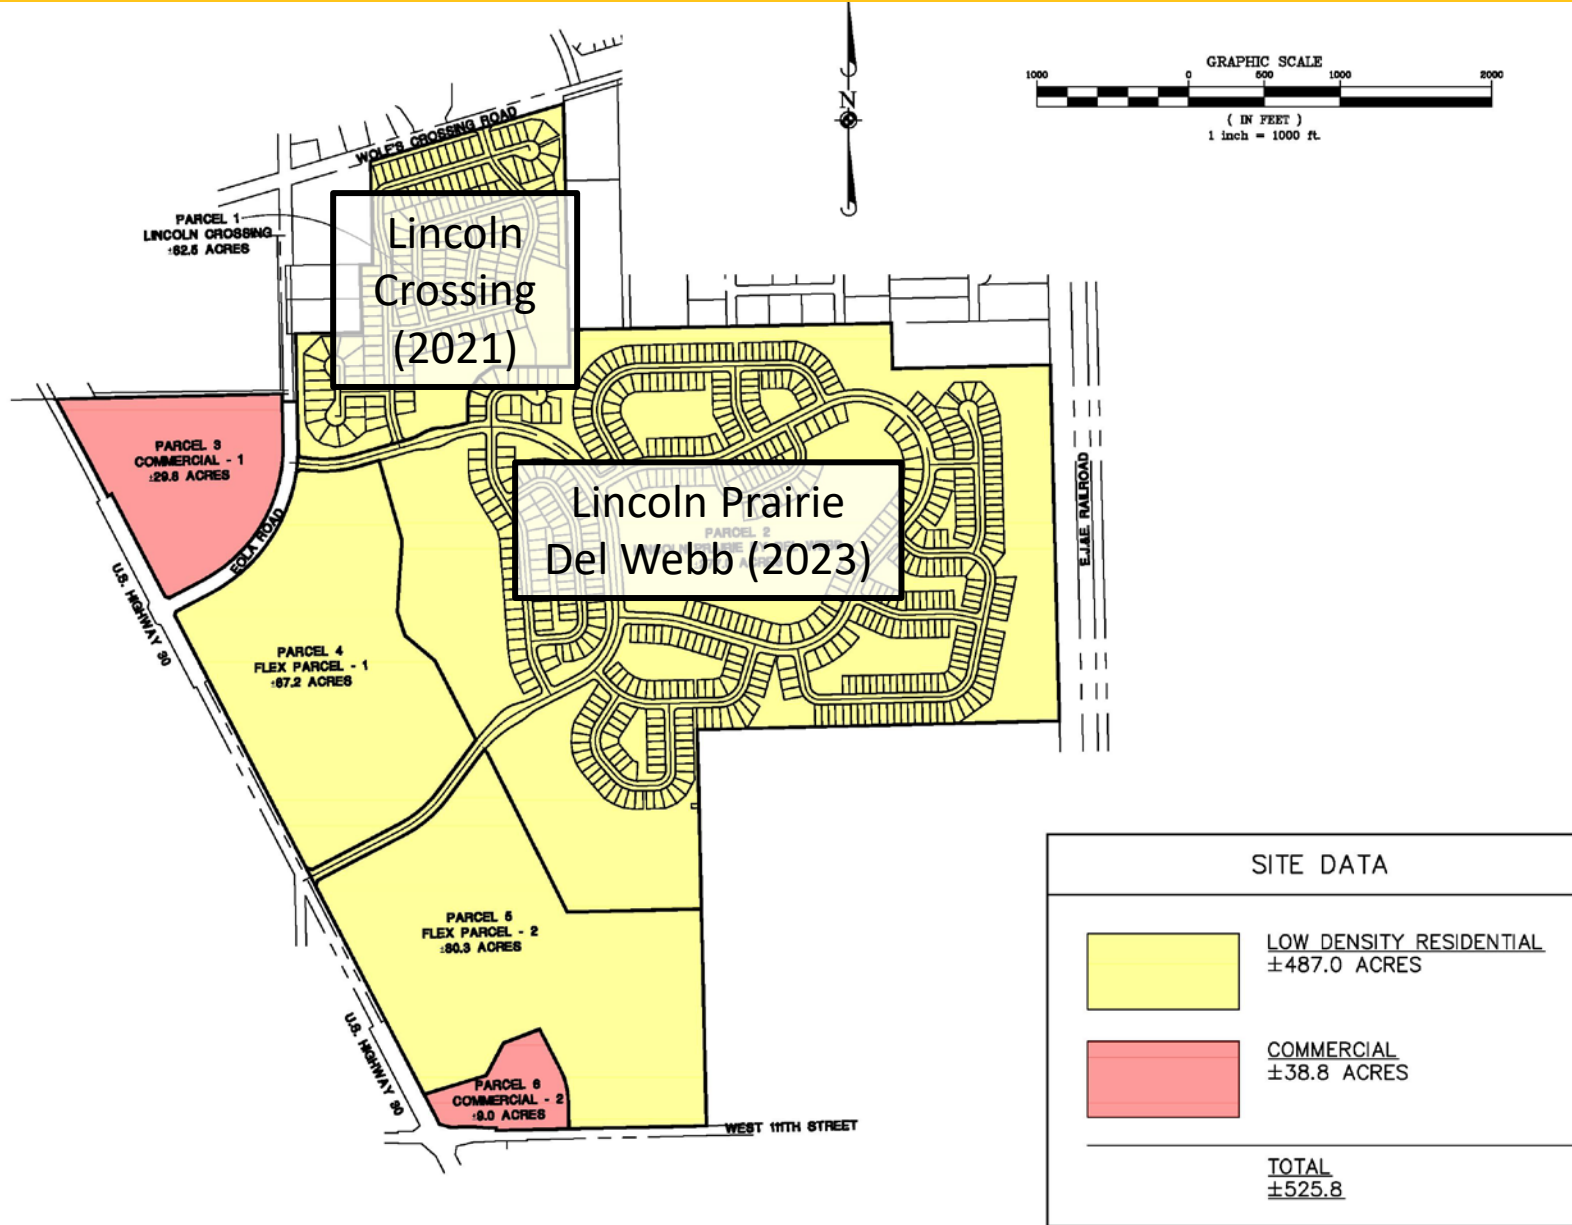 GRAPHIC SCALE
1000 0 500 1000 2000
( IN FEET )
1 inch = 1000 ft.
N
WOLF'S CROSSING ROAD
PARCEL 1
LINCOLN CROSSING
±62.5 ACRES
Lincoln
Crossing
(2021)
PARCEL 3
COMMERCIAL - 1
±29.8 ACRES
EOLA ROAD
U.S. HIGHWAY 30
Lincoln Prairie
Del Webb (2023)
PARCEL 2
E.J.&E. RAILROAD
PARCEL 4
FLEX PARCEL - 1
±67.2 ACRES
PARCEL 5
FLEX PARCEL - 2
±80.3 ACRES
U.S. HIGHWAY 30
PARCEL 6
COMMERCIAL - 2
±9.0 ACRES
WEST 111TH STREET
SITE DATA
LOW DENSITY RESIDENTIAL
±487.0 ACRES
COMMERCIAL
±38.8 ACRES
TOTAL
±525.8